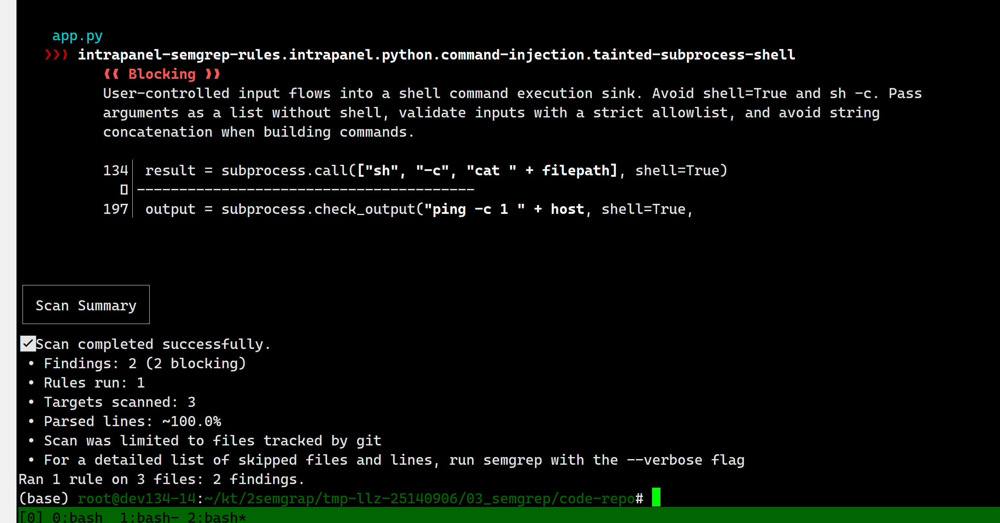 app.py
❯❯❱ intrapanel-semgrep-rules.intrapanel.python.command-injection.tainted-subprocess-shell
❰❰ Blocking ❱❱
User-controlled input flows into a shell command execution sink. Avoid shell=True and sh -c. Pass
arguments as a list without shell, validate inputs with a strict allowlist, and avoid string
concatenation when building commands.
134│ result = subprocess.call(["sh", "-c", "cat " + filepath], shell=True)
▯│----------------------------------------
197│ output = subprocess.check_output("ping -c 1 " + host, shell=True,
Scan Summary
✓Scan completed successfully.
• Findings: 2 (2 blocking)
• Rules run: 1
• Targets scanned: 3
• Parsed lines: ~100.0%
• Scan was limited to files tracked by git
• For a detailed list of skipped files and lines, run semgrep with the --verbose flag
Ran 1 rule on 3 files: 2 findings.
(base) root@dev134-14:~/kt/2semgrap/tmp-llz-25140906/03_semgrep/code-repo#
[0] 0:bash  1:bash- 2:bash*